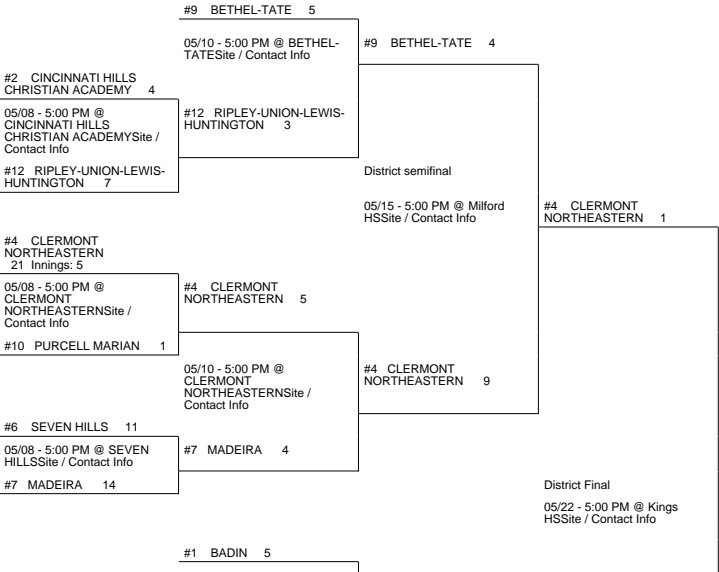 #9 BETHEL-TATE 5
05/10 - 5:00 PM @ BETHEL-
TATESite / Contact Info
#9 BETHEL-TATE 4
#2 CINCINNATI HILLS
CHRISTIAN ACADEMY 4
05/08 - 5:00 PM @
CINCINNATI HILLS
CHRISTIAN ACADEMYSite /
Contact Info
#12 RIPLEY-UNION-LEWIS-
HUNTINGTON 3
#12 RIPLEY-UNION-LEWIS-
HUNTINGTON 7
District semifinal
05/15 - 5:00 PM @ Milford
HSSite / Contact Info
#4 CLERMONT
NORTHEASTERN 1
#4 CLERMONT
NORTHEASTERN
21 Innings: 5
05/08 - 5:00 PM @
CLERMONT
NORTHEASTERNSite /
Contact Info
#4 CLERMONT
NORTHEASTERN 5
#10 PURCELL MARIAN 1
05/10 - 5:00 PM @
CLERMONT
NORTHEASTERNSite /
Contact Info
#4 CLERMONT
NORTHEASTERN 9
#6 SEVEN HILLS 11
05/08 - 5:00 PM @ SEVEN
HILLSSite / Contact Info
#7 MADEIRA 4
#7 MADEIRA 14
District Final
05/22 - 5:00 PM @ Kings
HSSite / Contact Info
#1 BADIN 5